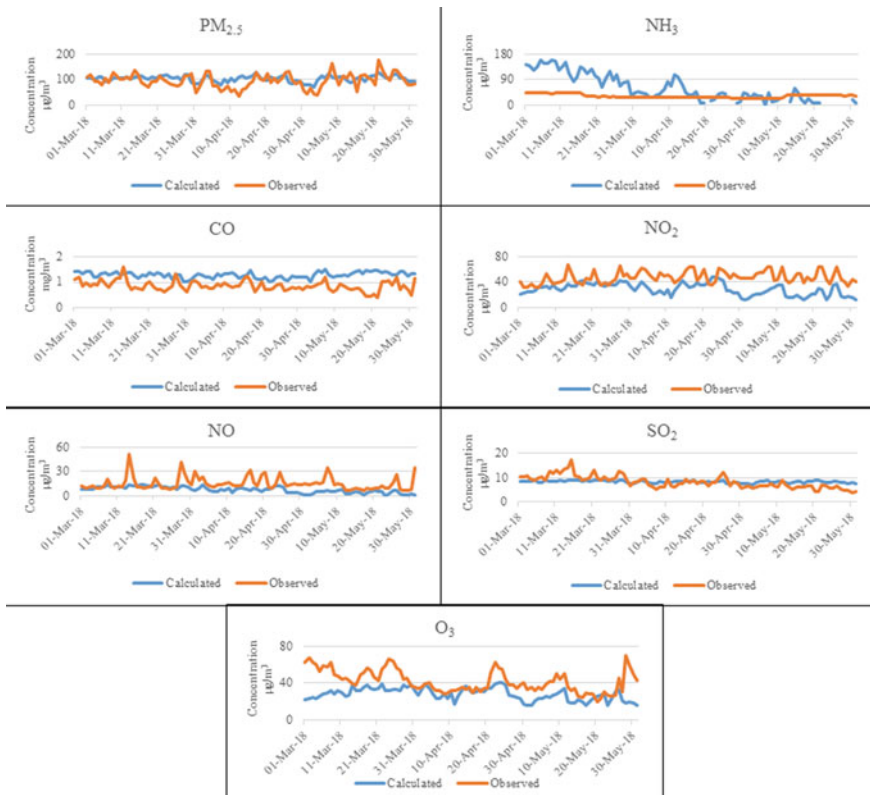 PM2.5
Concentration µg/m³
200
100
0
01-Mar-18 11-Mar-18 21-Mar-18 31-Mar-18 10-Apr-18 20-Apr-18 30-Apr-18 10-May-18 20-May-18 30-May-18
Calculated Observed
NH3
Concentration µg/m³
180
90
0
01-Mar-18 11-Mar-18 21-Mar-18 31-Mar-18 10-Apr-18 20-Apr-18 30-Apr-18 10-May-18 20-May-18 30-May-18
Calculated Observed
CO
Concentration mg/m³
2
1
0
01-Mar-18 11-Mar-18 21-Mar-18 31-Mar-18 10-Apr-18 20-Apr-18 30-Apr-18 10-May-18 20-May-18 30-May-18
Calculated Observed
NO2
Concentration µg/m³
80
40
0
01-Mar-18 11-Mar-18 21-Mar-18 31-Mar-18 10-Apr-18 20-Apr-18 30-Apr-18 10-May-18 20-May-18 30-May-18
Calculated Observed
NO
Concentration µg/m³
60
30
0
01-Mar-18 11-Mar-18 21-Mar-18 31-Mar-18 10-Apr-18 20-Apr-18 30-Apr-18 10-May-18 20-May-18 30-May-18
Calculated Observed
SO2
Concentration µg/m³
20
10
0
01-Mar-18 11-Mar-18 21-Mar-18 31-Mar-18 10-Apr-18 20-Apr-18 30-Apr-18 10-May-18 20-May-18 30-May-18
Calculated Observed
O3
Concentration µg/m³
80
40
0
01-Mar-18 11-Mar-18 21-Mar-18 31-Mar-18 10-Apr-18 20-Apr-18 30-Apr-18 10-May-18 20-May-18 30-May-18
Calculated Observed